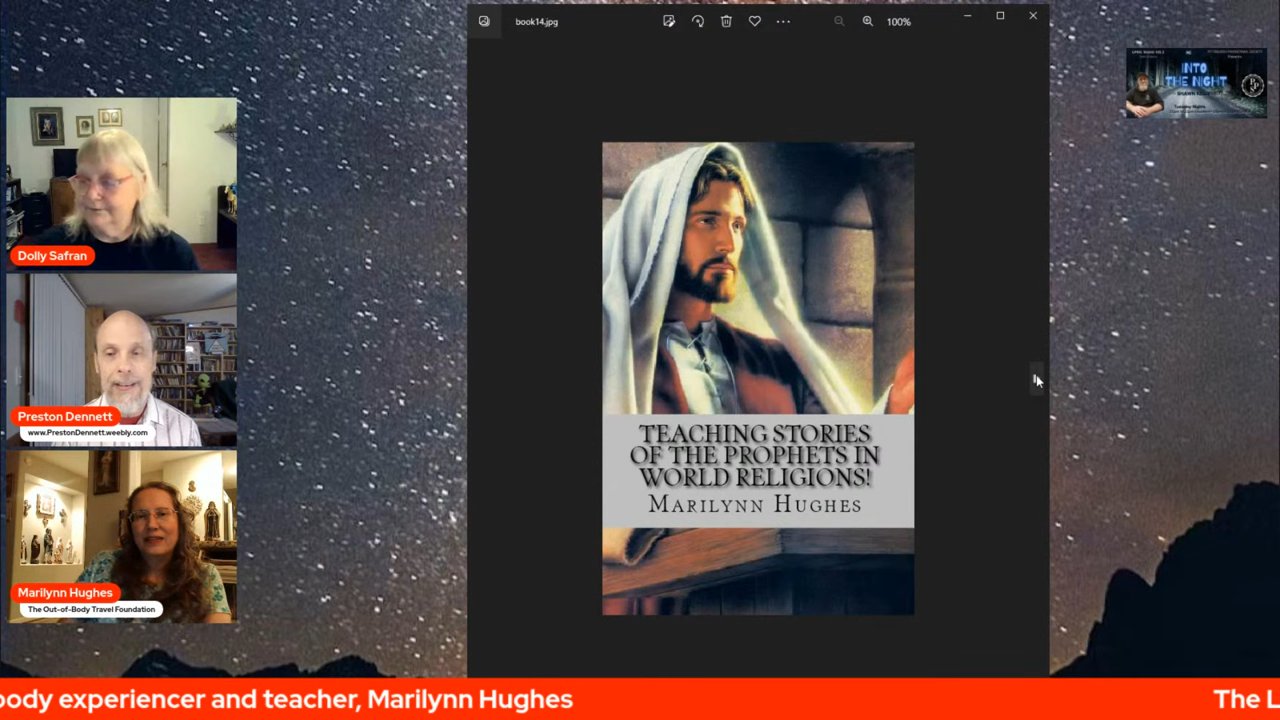 book14.jpg
100%
INTO
THE NIGHT
Dolly Safran
Preston Dennett
www.PrestonDennett.weebly.com
Marilynn Hughes
The Out-of-Body Travel Foundation
TEACHING STORIES
OF THE PROPHETS IN
WORLD RELIGIONS!
MARILYNN HUGHES
body experiencer and teacher, Marilynn Hughes
The L